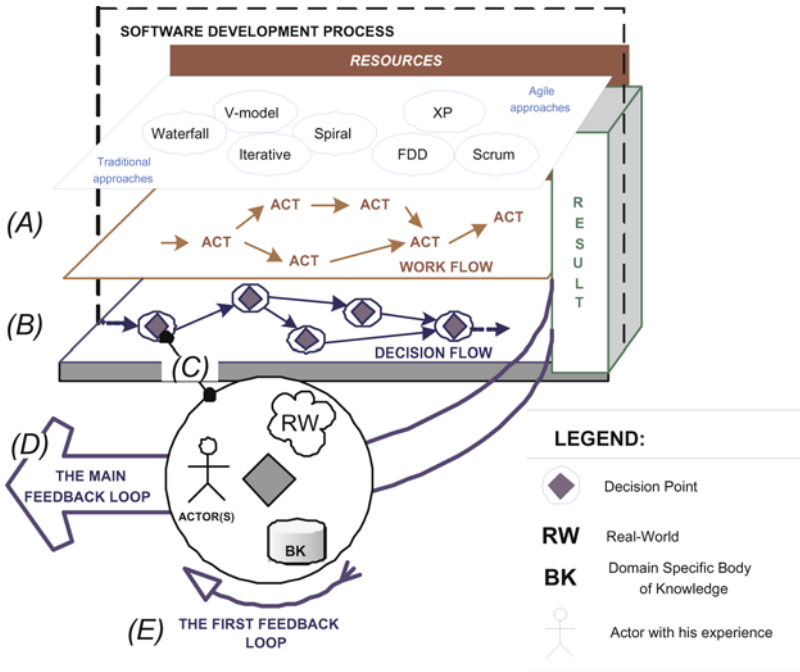 SOFTWARE DEVELOPMENT PROCESS
RESOURCES
Agile
approaches
V-model
XP
Waterfall
Spiral
Iterative
FDD
Scrum
Traditional
approaches
(A)
ACT
ACT
ACT
ACT
ACT
ACT
WORK FLOW
RESULT
(B)
DECISION FLOW
(C)
RW
(D)
THE MAIN
FEEDBACK LOOP
ACTOR(S)
BK
(E)
THE FIRST FEEDBACK
LOOP
LEGEND:
Decision Point
RW Real-World
BK Domain Specific Body
of Knowledge
Actor with his experience